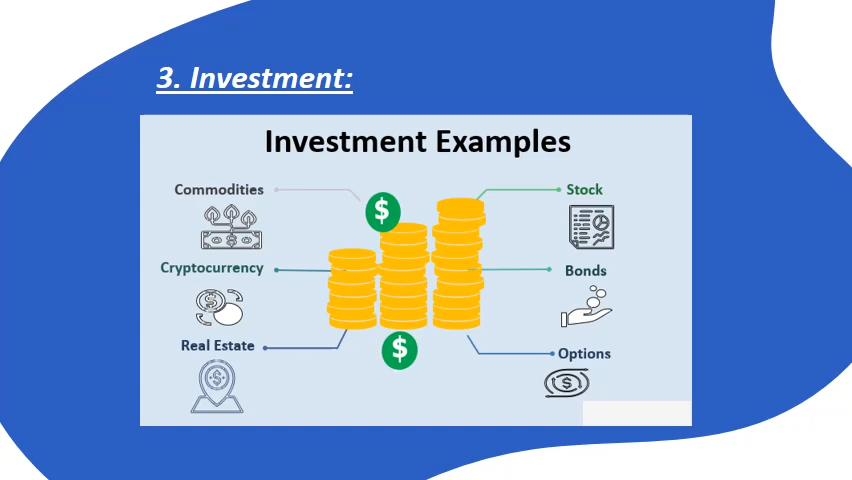 3. Investment:
Investment Examples
Commodities
Stock
$
Cryptocurrency
Bonds
$
Real Estate
$
Options
$